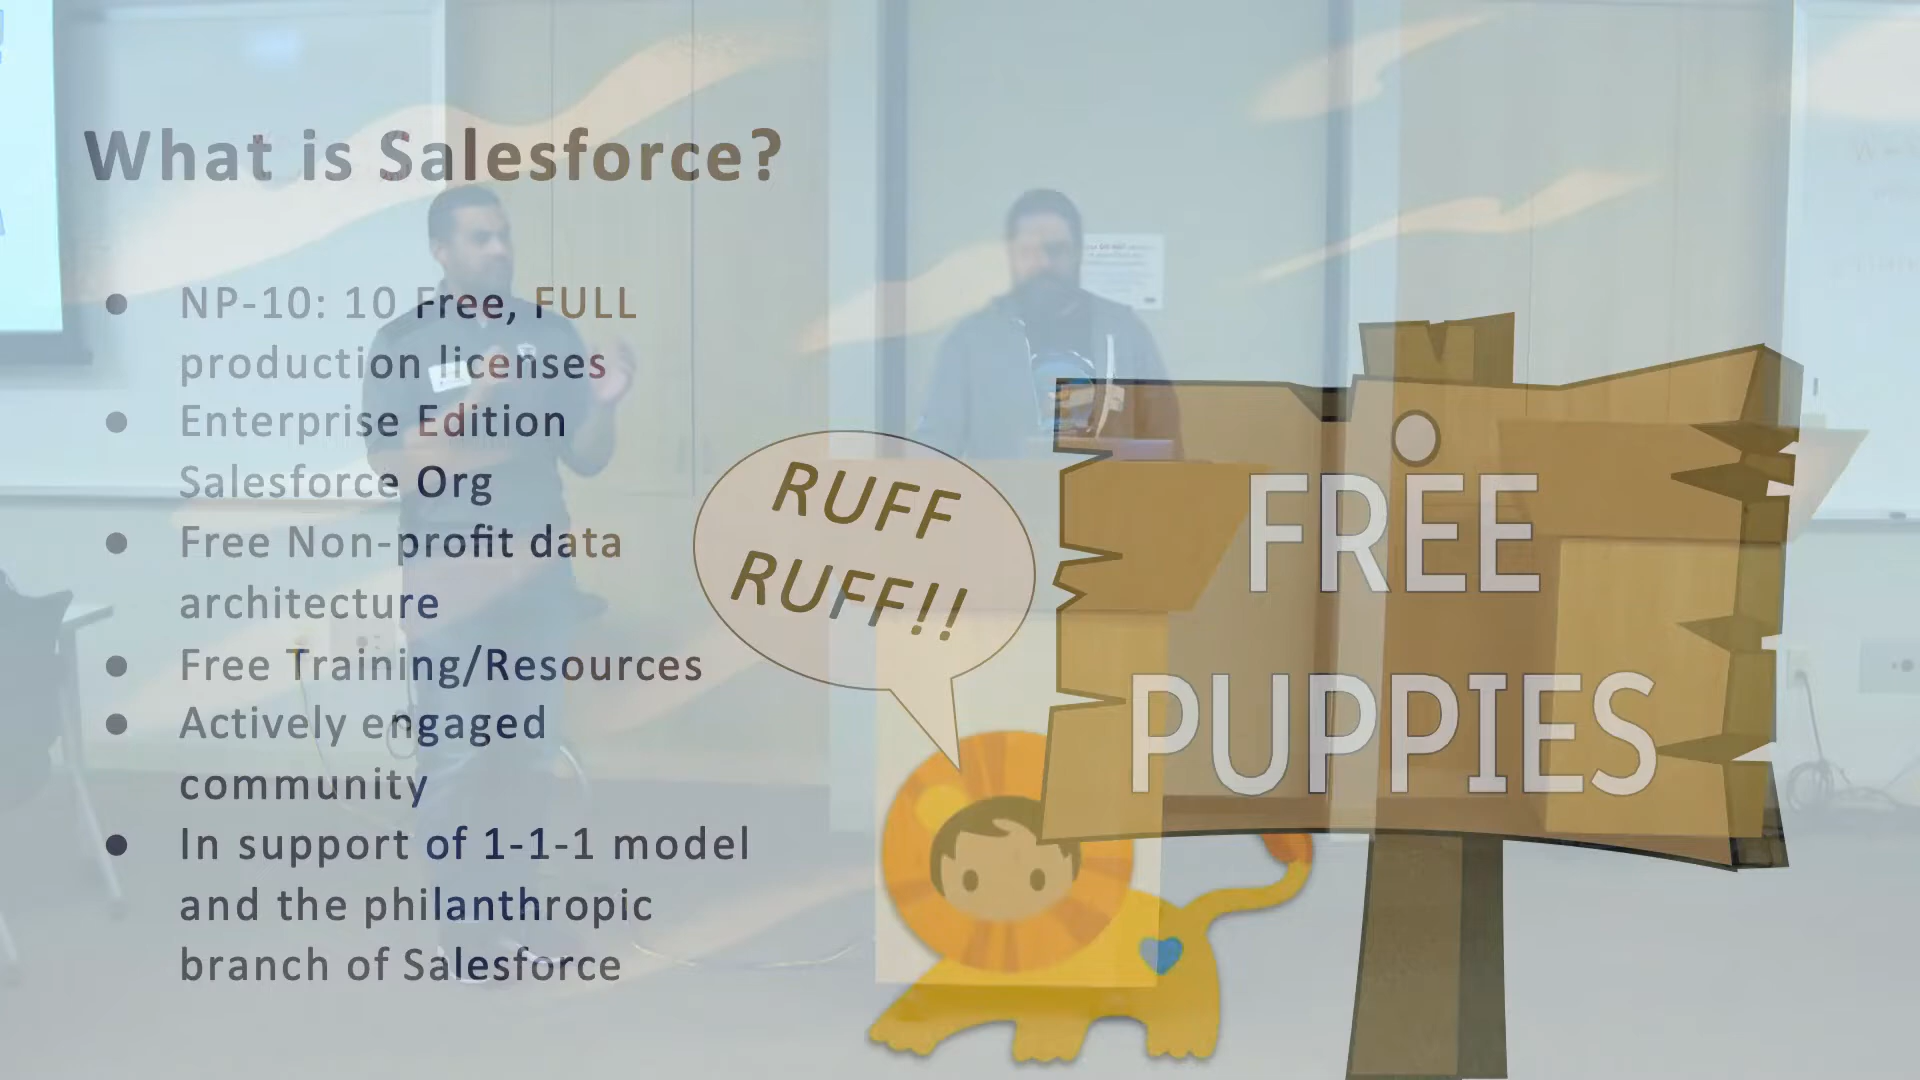 What is Salesforce?
● NP-10: 10 Free, FULL
production licenses
● Enterprise Edition
Salesforce Org
● Free Non-profit data
architecture
● Free Training/Resources
● Actively engaged
community
● In support of 1-1-1 model
and the philanthropic
branch of Salesforce
RUFF
RUFF!!
FREE
PUPPIES